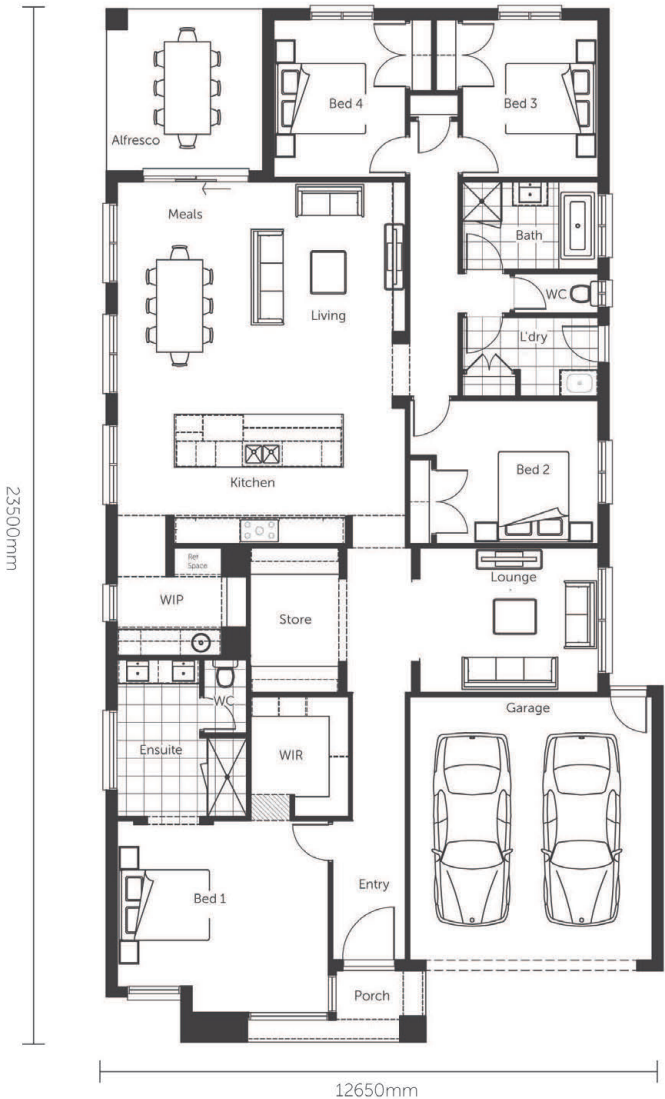 Bed 4
Bed 3
Alfresco
Meals
Bath
WC
Living
L'dry
Bed 2
Kitchen
23500mm
Ref
Space
Lounge
WIP
Store
WC
Garage
Ensuite
WIR
Entry
Bed 1
Porch
12650mm